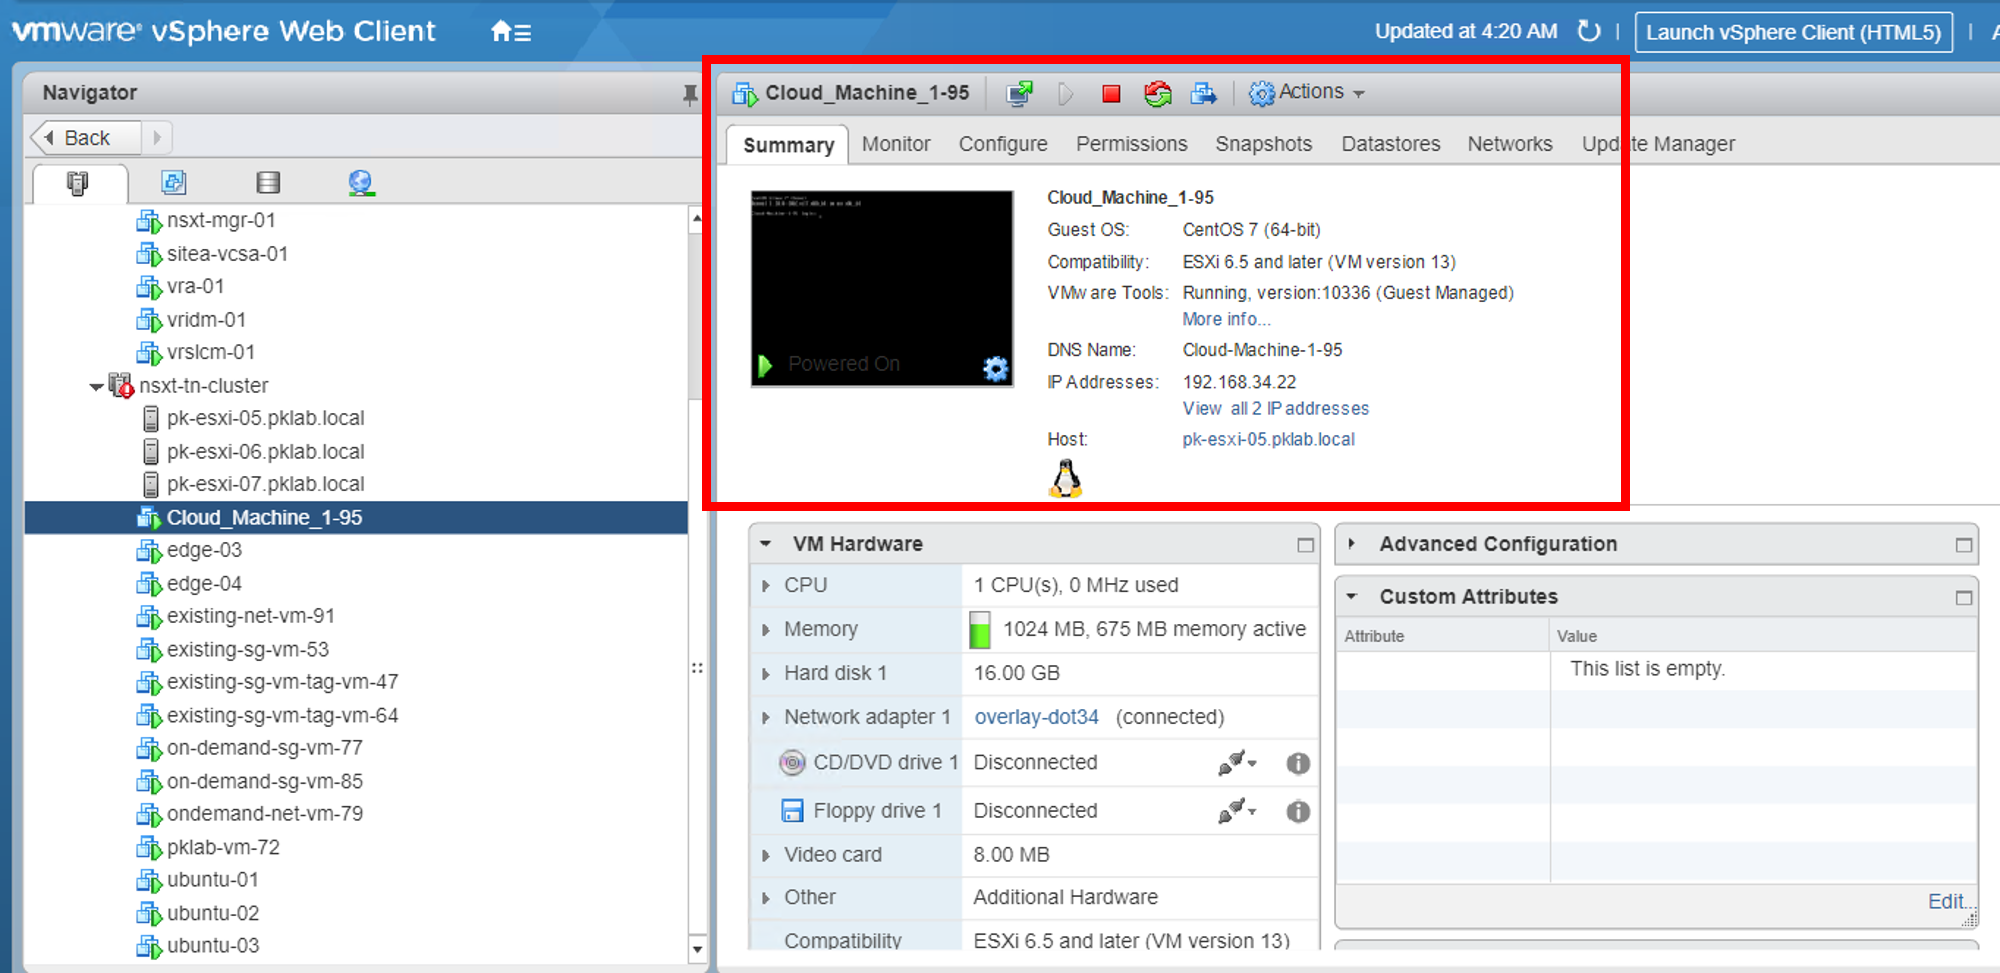 vmware® vSphere Web Client
Updated at 4:20 AM
Launch vSphere Client (HTML5)
Navigator
Back
nsxt-mgr-01
sitea-vcsa-01
vra-01
vridm-01
vrslcm-01
nsxt-tn-cluster
pk-esxi-05.pklab.local
pk-esxi-06.pklab.local
pk-esxi-07.pklab.local
Cloud_Machine_1-95
edge-03
edge-04
existing-net-vm-91
existing-sg-vm-53
existing-sg-vm-tag-vm-47
existing-sg-vm-tag-vm-64
on-demand-sg-vm-77
on-demand-sg-vm-85
ondemand-net-vm-79
pklab-vm-72
ubuntu-01
ubuntu-02
ubuntu-03
Cloud_Machine_1-95
Actions
Summary Monitor Configure Permissions Snapshots Datastores Networks Update Manager
Powered On
Cloud_Machine_1-95
Guest OS: CentOS 7 (64-bit)
Compatibility: ESXi 6.5 and later (VM version 13)
VMware Tools: Running, version:10336 (Guest Managed)
More info...
DNS Name: Cloud-Machine-1-95
IP Addresses: 192.168.34.22
View all 2 IP addresses
Host: pk-esxi-05.pklab.local
VM Hardware
CPU 1 CPU(s), 0 MHz used
Memory 1024 MB, 675 MB memory active
Hard disk 1 16.00 GB
Network adapter 1 overlay-dot34 (connected)
CD/DVD drive 1 Disconnected
Floppy drive 1 Disconnected
Video card 8.00 MB
Other Additional Hardware
Compatibility ESXi 6.5 and later (VM version 13)
Advanced Configuration
Custom Attributes
Attribute Value
This list is empty.
Edit...